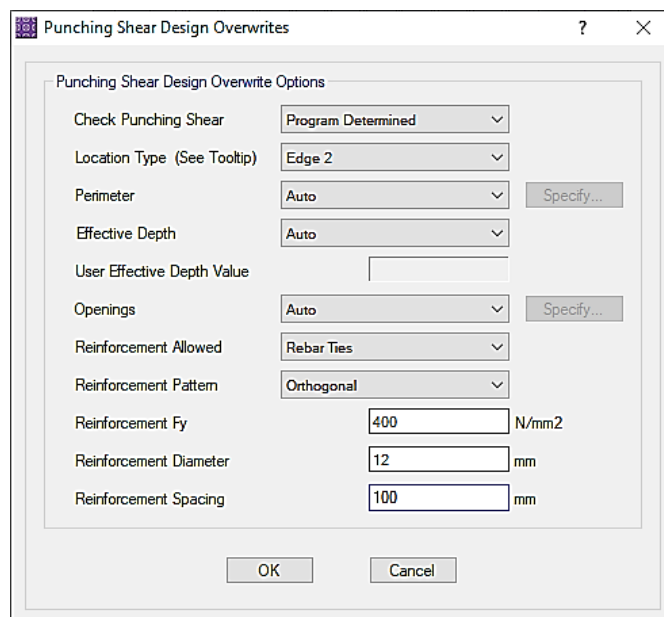 Punching Shear Design Overwrites ?
Punching Shear Design Overwrite Options
Check Punching Shear Program Determined
Location Type (See Tooltip) Edge 2
Perimeter Auto Specify...
Effective Depth Auto
User Effective Depth Value
Openings Auto Specify...
Reinforcement Allowed Rebar Ties
Reinforcement Pattern Orthogonal
Reinforcement Fy 400 N/mm2
Reinforcement Diameter 12 mm
Reinforcement Spacing 100 mm
OK Cancel